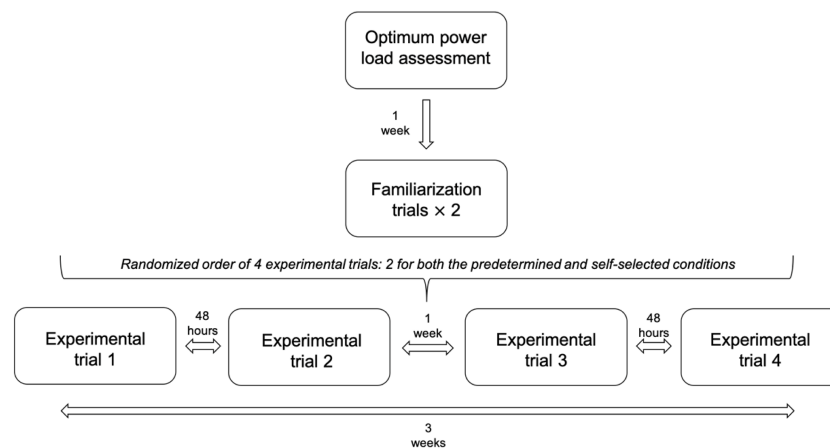 Optimum power
load assessment
1
week
Familiarization
trials × 2
Randomized order of 4 experimental trials: 2 for both the predetermined and self-selected conditions
Experimental
trial 1
48
hours
Experimental
trial 2
1
week
Experimental
trial 3
48
hours
Experimental
trial 4
3
weeks